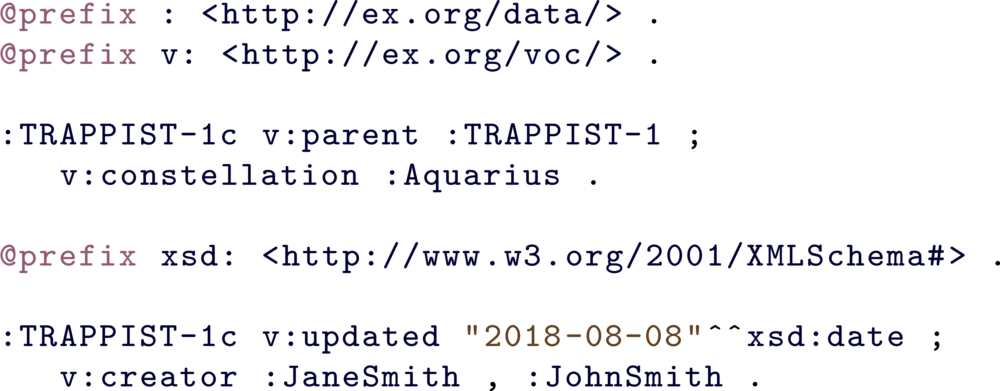 @prefix : <http://ex.org/data/> .
@prefix v: <http://ex.org/voc/> .
:TRAPPIST-1c v:parent :TRAPPIST-1 ;
v:constellation :Aquarius .
@prefix xsd: <http://www.w3.org/2001/XMLSchema#> .
:TRAPPIST-1c v:updated "2018-08-08"^^xsd:date ;
v:creator :JaneSmith , :JohnSmith .